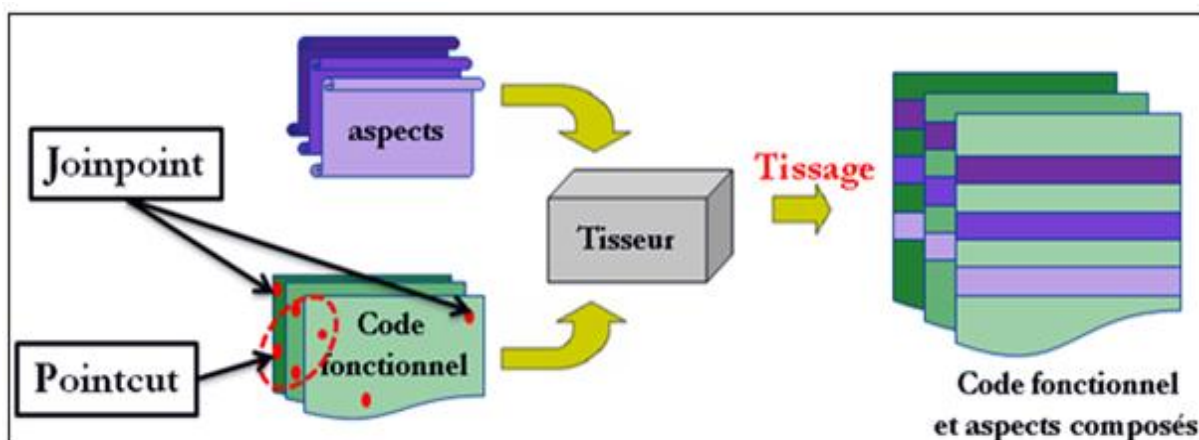 aspects
Joinpoint
Tissage
Tisseur
Code
fonctionnel
Pointcut
Code fonctionnel
et aspects composés